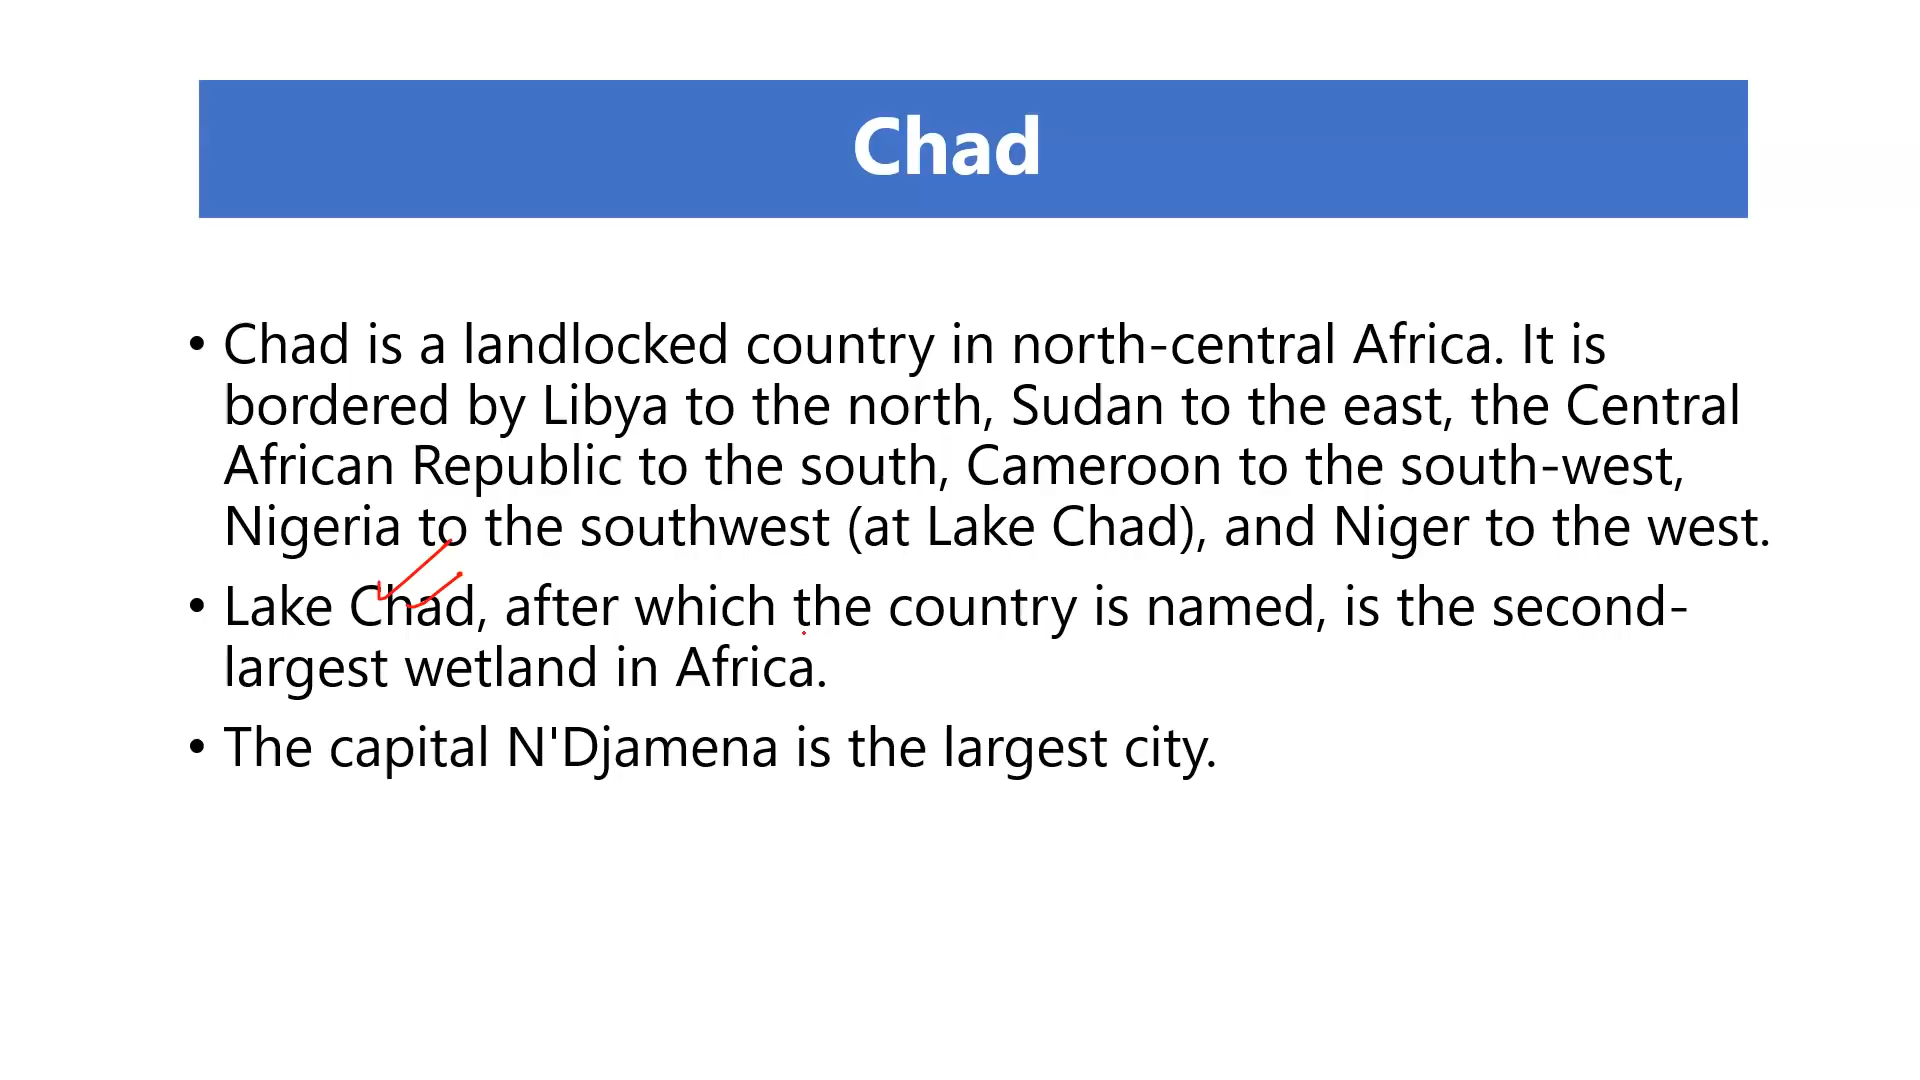 Chad
• Chad is a landlocked country in north-central Africa. It is
bordered by Libya to the north, Sudan to the east, the Central
African Republic to the south, Cameroon to the south-west,
Nigeria to the southwest (at Lake Chad), and Niger to the west.
• Lake Chad, after which the country is named, is the second-
largest wetland in Africa.
• The capital N'Djamena is the largest city.